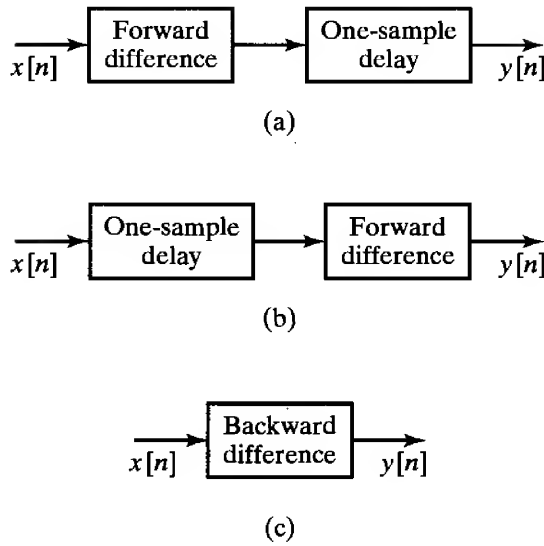 Forward
difference
One-sample
delay
x[n]
y[n]
(a)
One-sample
delay
Forward
difference
x[n]
y[n]
(b)
Backward
difference
x[n]
y[n]
(c)